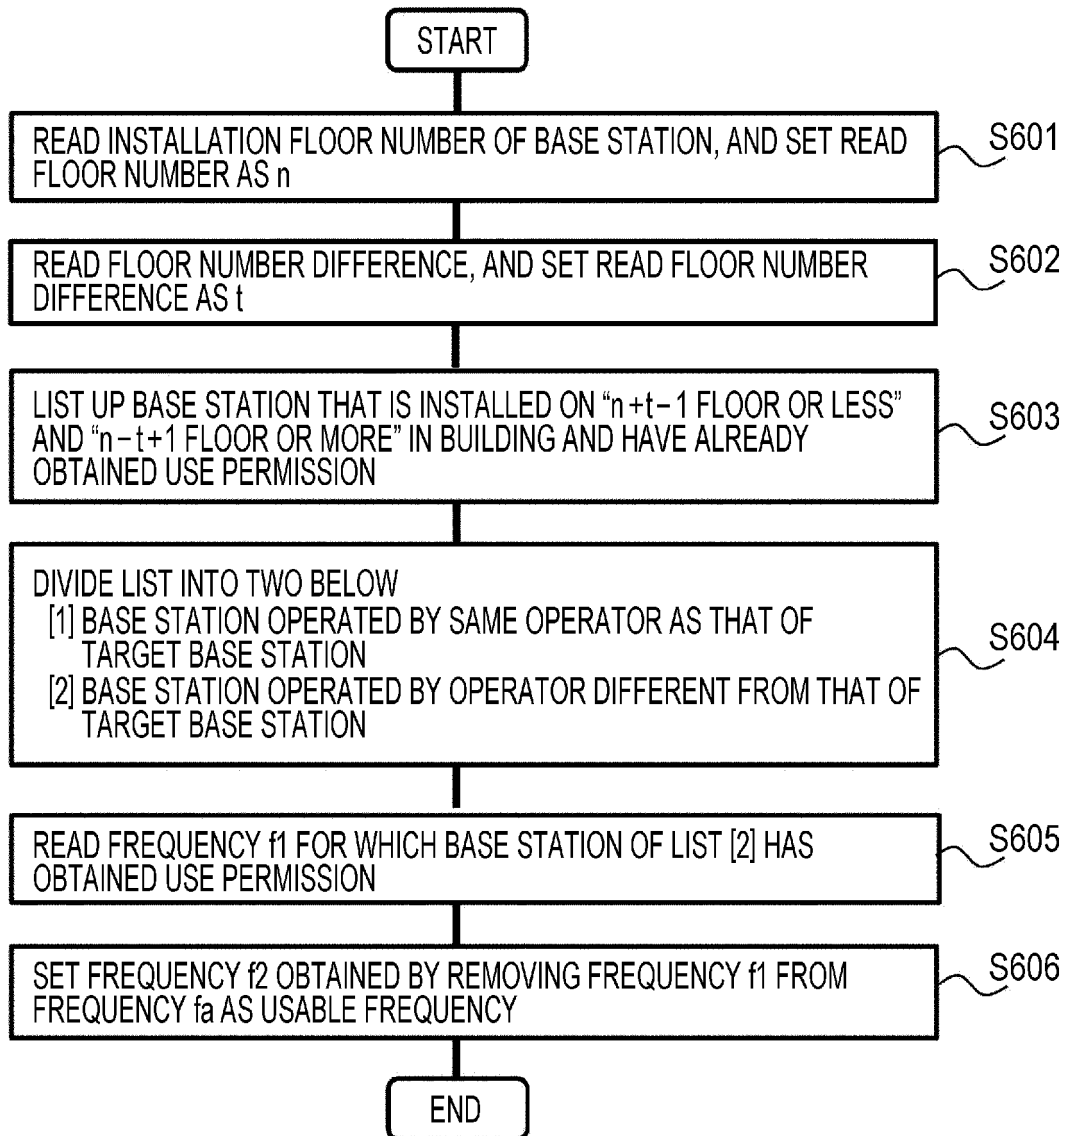 START
READ INSTALLATION FLOOR NUMBER OF BASE STATION, AND SET READ
FLOOR NUMBER AS n
S601
READ FLOOR NUMBER DIFFERENCE, AND SET READ FLOOR NUMBER
DIFFERENCE AS t
S602
LIST UP BASE STATION THAT IS INSTALLED ON “n+t−1 FLOOR OR LESS”
AND “n−t+1 FLOOR OR MORE” IN BUILDING AND HAVE ALREADY
OBTAINED USE PERMISSION
S603
DIVIDE LIST INTO TWO BELOW
[1] BASE STATION OPERATED BY SAME OPERATOR AS THAT OF
TARGET BASE STATION
[2] BASE STATION OPERATED BY OPERATOR DIFFERENT FROM THAT OF
TARGET BASE STATION
S604
READ FREQUENCY f1 FOR WHICH BASE STATION OF LIST [2] HAS
OBTAINED USE PERMISSION
S605
SET FREQUENCY f2 OBTAINED BY REMOVING FREQUENCY f1 FROM
FREQUENCY fa AS USABLE FREQUENCY
S606
END